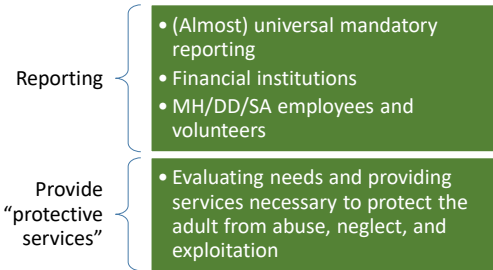 Reporting
• (Almost) universal mandatory
reporting
• Financial institutions
• MH/DD/SA employees and
volunteers
Provide
“protective
services”
• Evaluating needs and providing
services necessary to protect the
adult from abuse, neglect, and
exploitation